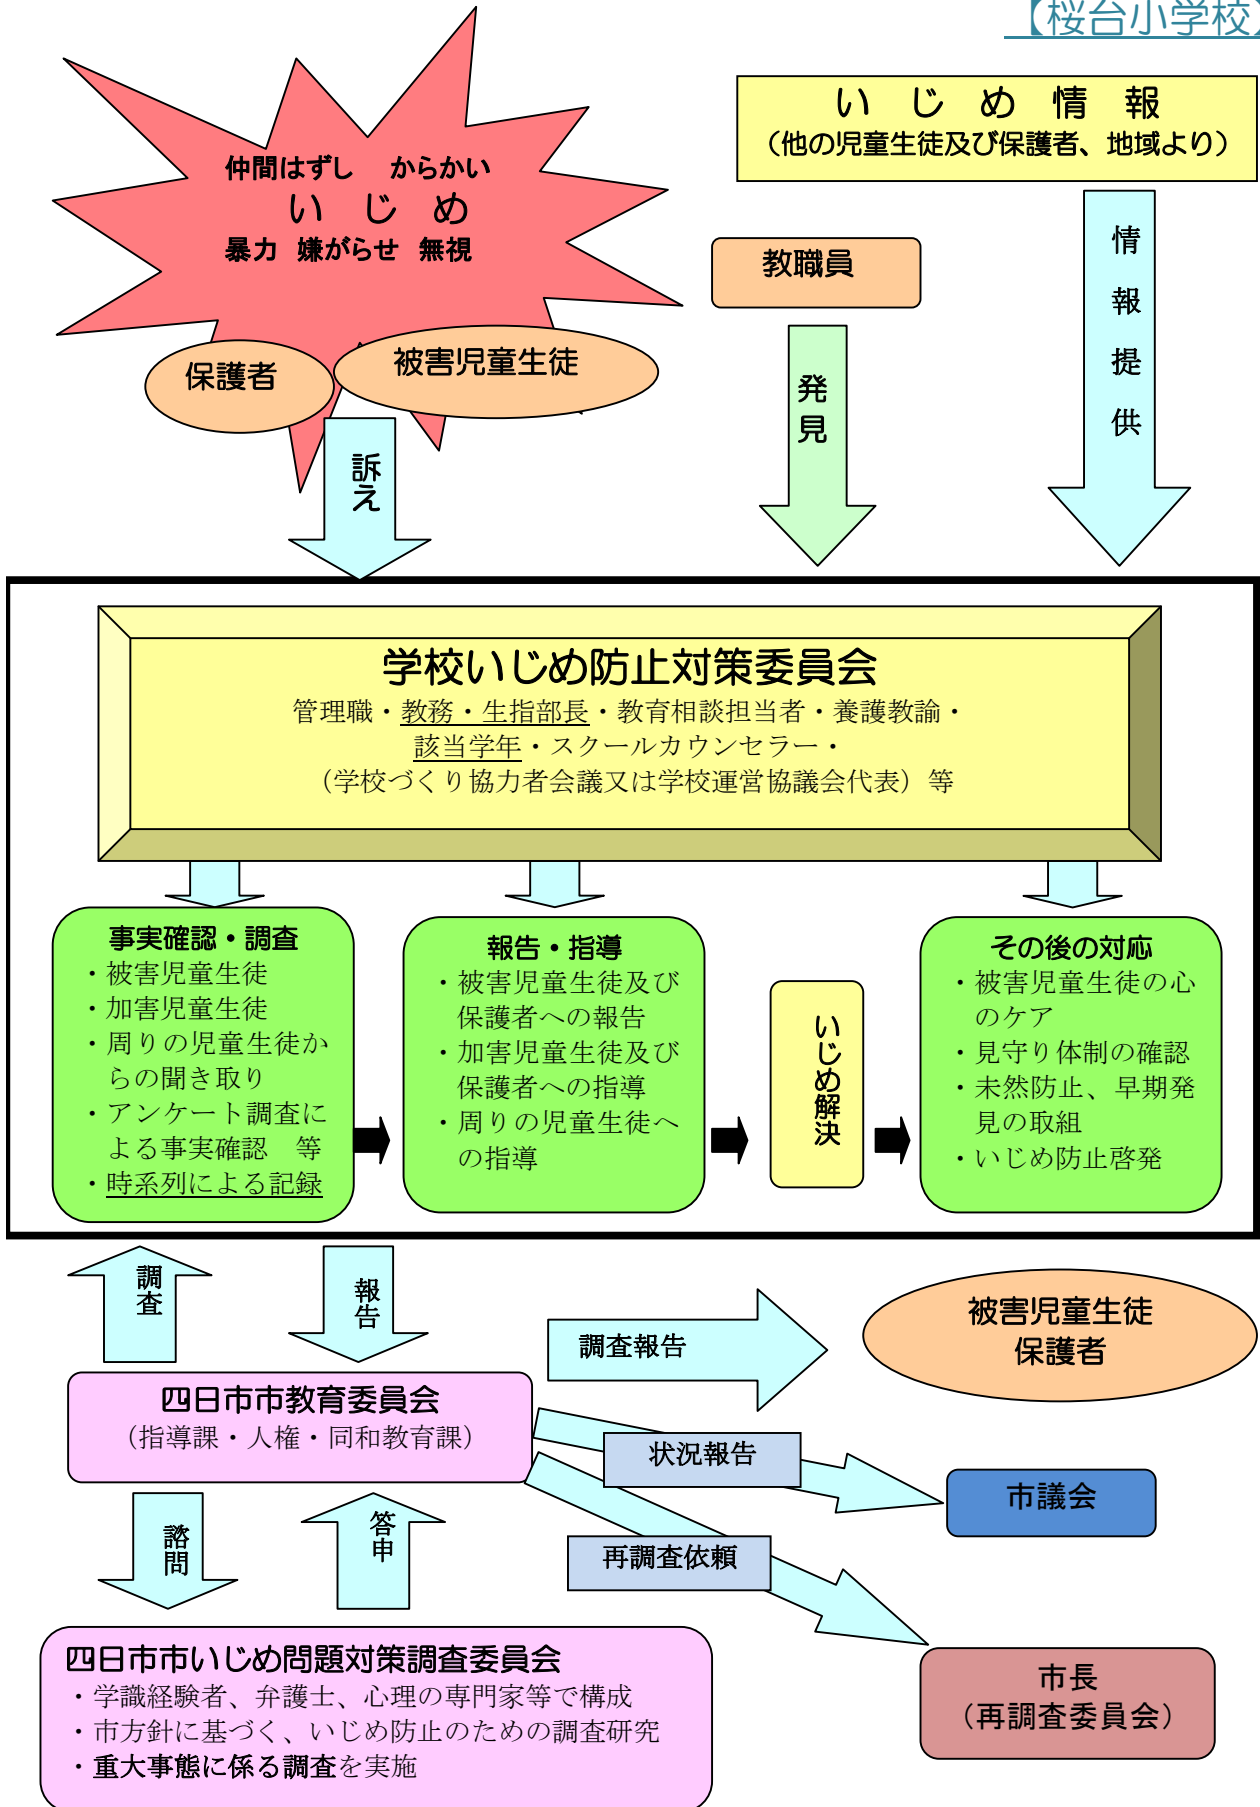 【桜台小学校】
仲間はずし　からかい
いじめ
暴力　嫌がらせ　無視
保護者
被害児童生徒
訴え
いじめ情報
（他の児童生徒及び保護者、地域より）
教職員
発見
情報提供
学校いじめ防止対策委員会
管理職・教務・生指部長・教育相談担当者・養護教諭・
該当学年・スクールカウンセラー・
（学校づくり協力者会議又は学校運営協議会代表）等
事実確認・調査
・被害児童生徒
・加害児童生徒
・周りの児童生徒か
らの聞き取り
・アンケート調査に
よる事実確認　等
・時系列による記録
報告・指導
・被害児童生徒及び
保護者への報告
・加害児童生徒及び
保護者への指導
・周りの児童生徒へ
の指導
いじめ解決
その後の対応
・被害児童生徒の心
のケア
・見守り体制の確認
・未然防止、早期発
見の取組
・いじめ防止啓発
調査
報告
調査報告
被害児童生徒
保護者
四日市市教育委員会
（指導課・人権・同和教育課）
状況報告
市議会
再調査依頼
諮問
答申
市長
（再調査委員会）
四日市市いじめ問題対策調査委員会
・学識経験者、弁護士、心理の専門家等で構成
・市方針に基づく、いじめ防止のための調査研究
・重大事態に係る調査を実施